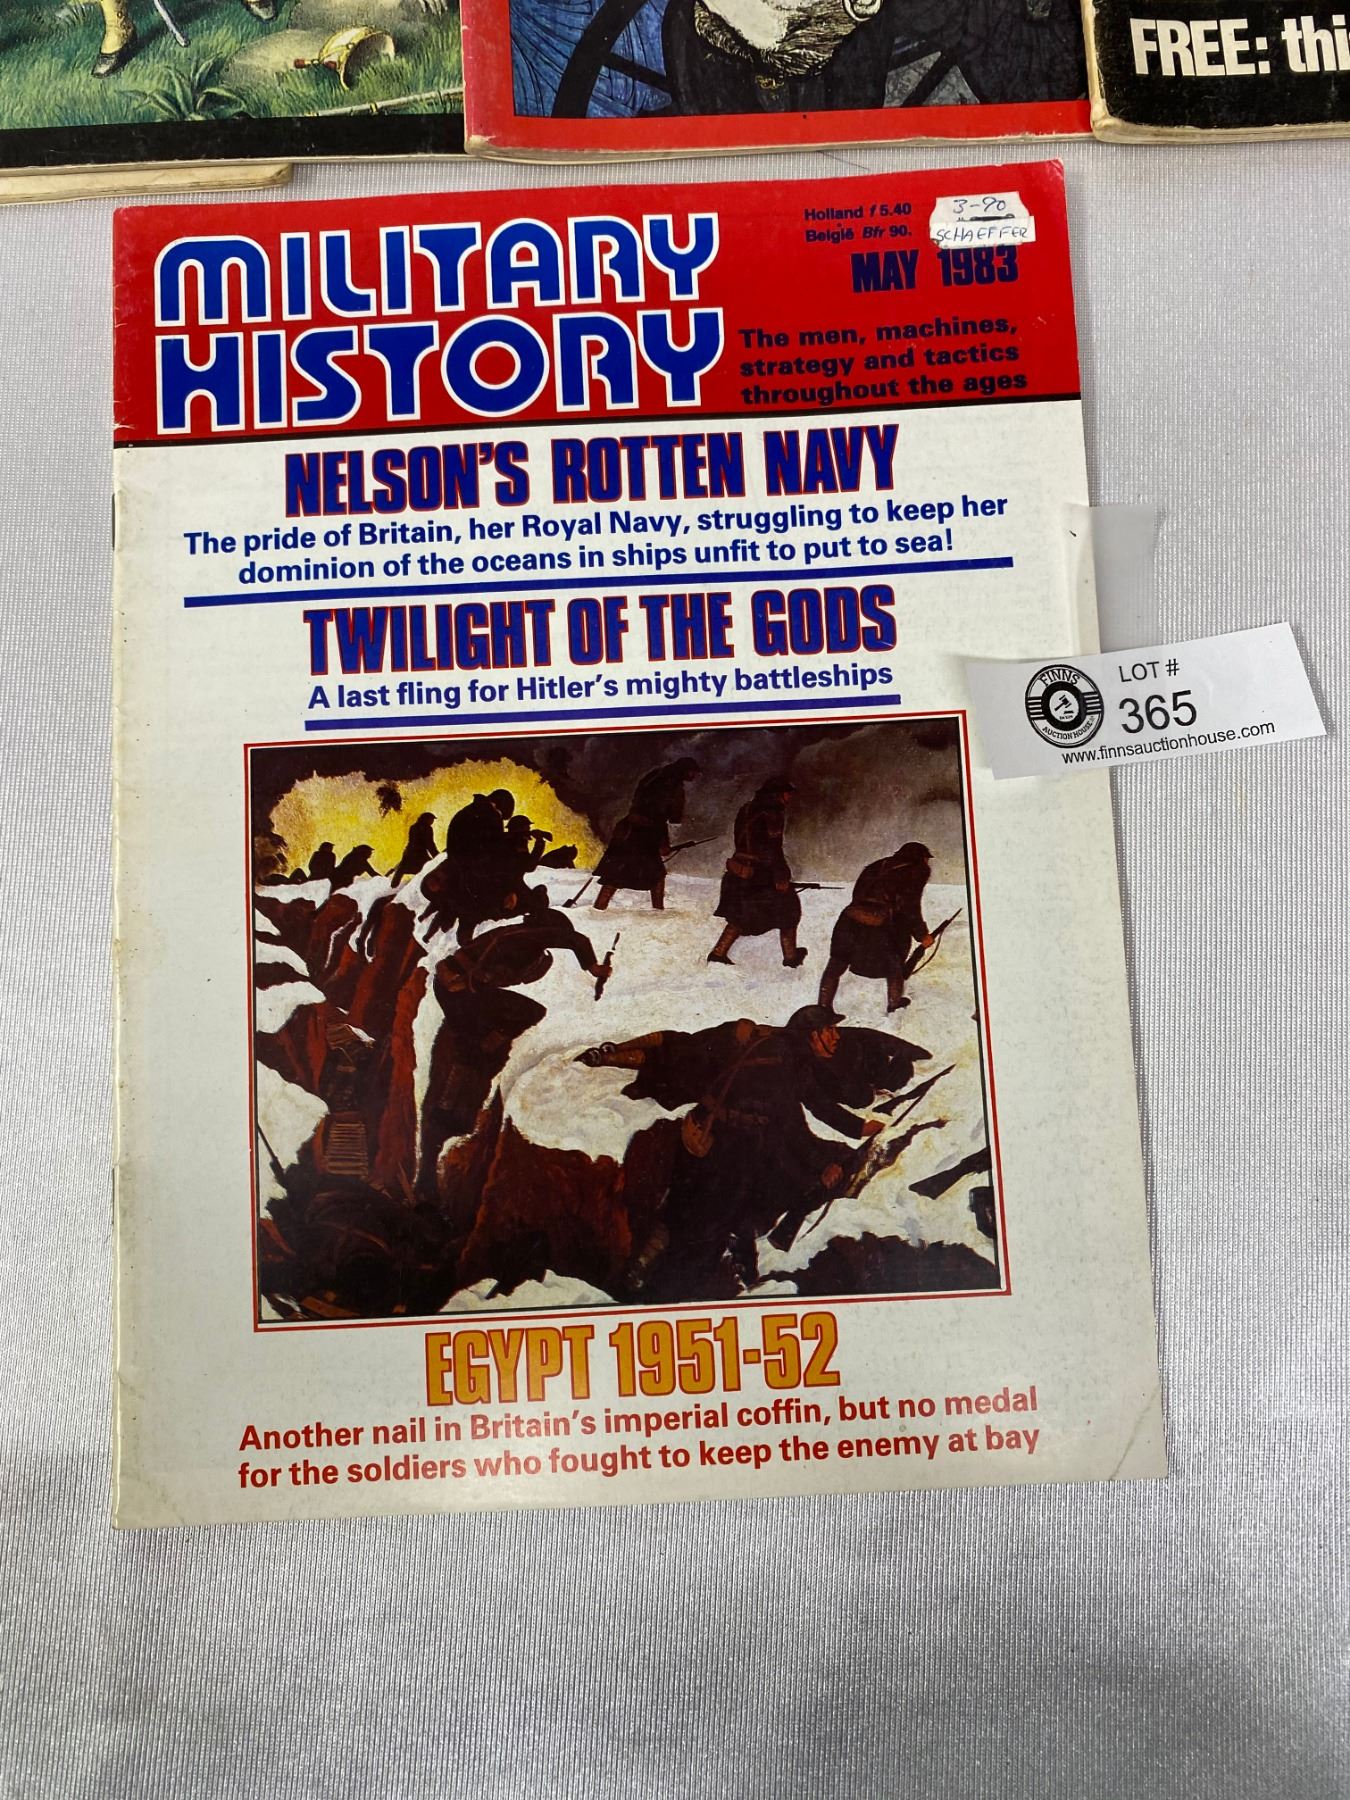 FREE: thi
MILITARY
HISTORY
Holland f 5.40
België Bfr 90.
3-90
SCHAEFFER
MAY 1983
The men, machines,
strategy and tactics
throughout the ages
NELSON'S ROTTEN NAVY
The pride of Britain, her Royal Navy, struggling to keep her
dominion of the oceans in ships unfit to put to sea!
TWILIGHT OF THE GODS
A last fling for Hitler's mighty battleships
FINNS
AUCTION HOUSE
LOT #
365
www.finnsauctionhouse.com
EGYPT 1951-52
Another nail in Britain's imperial coffin, but no medal
for the soldiers who fought to keep the enemy at bay